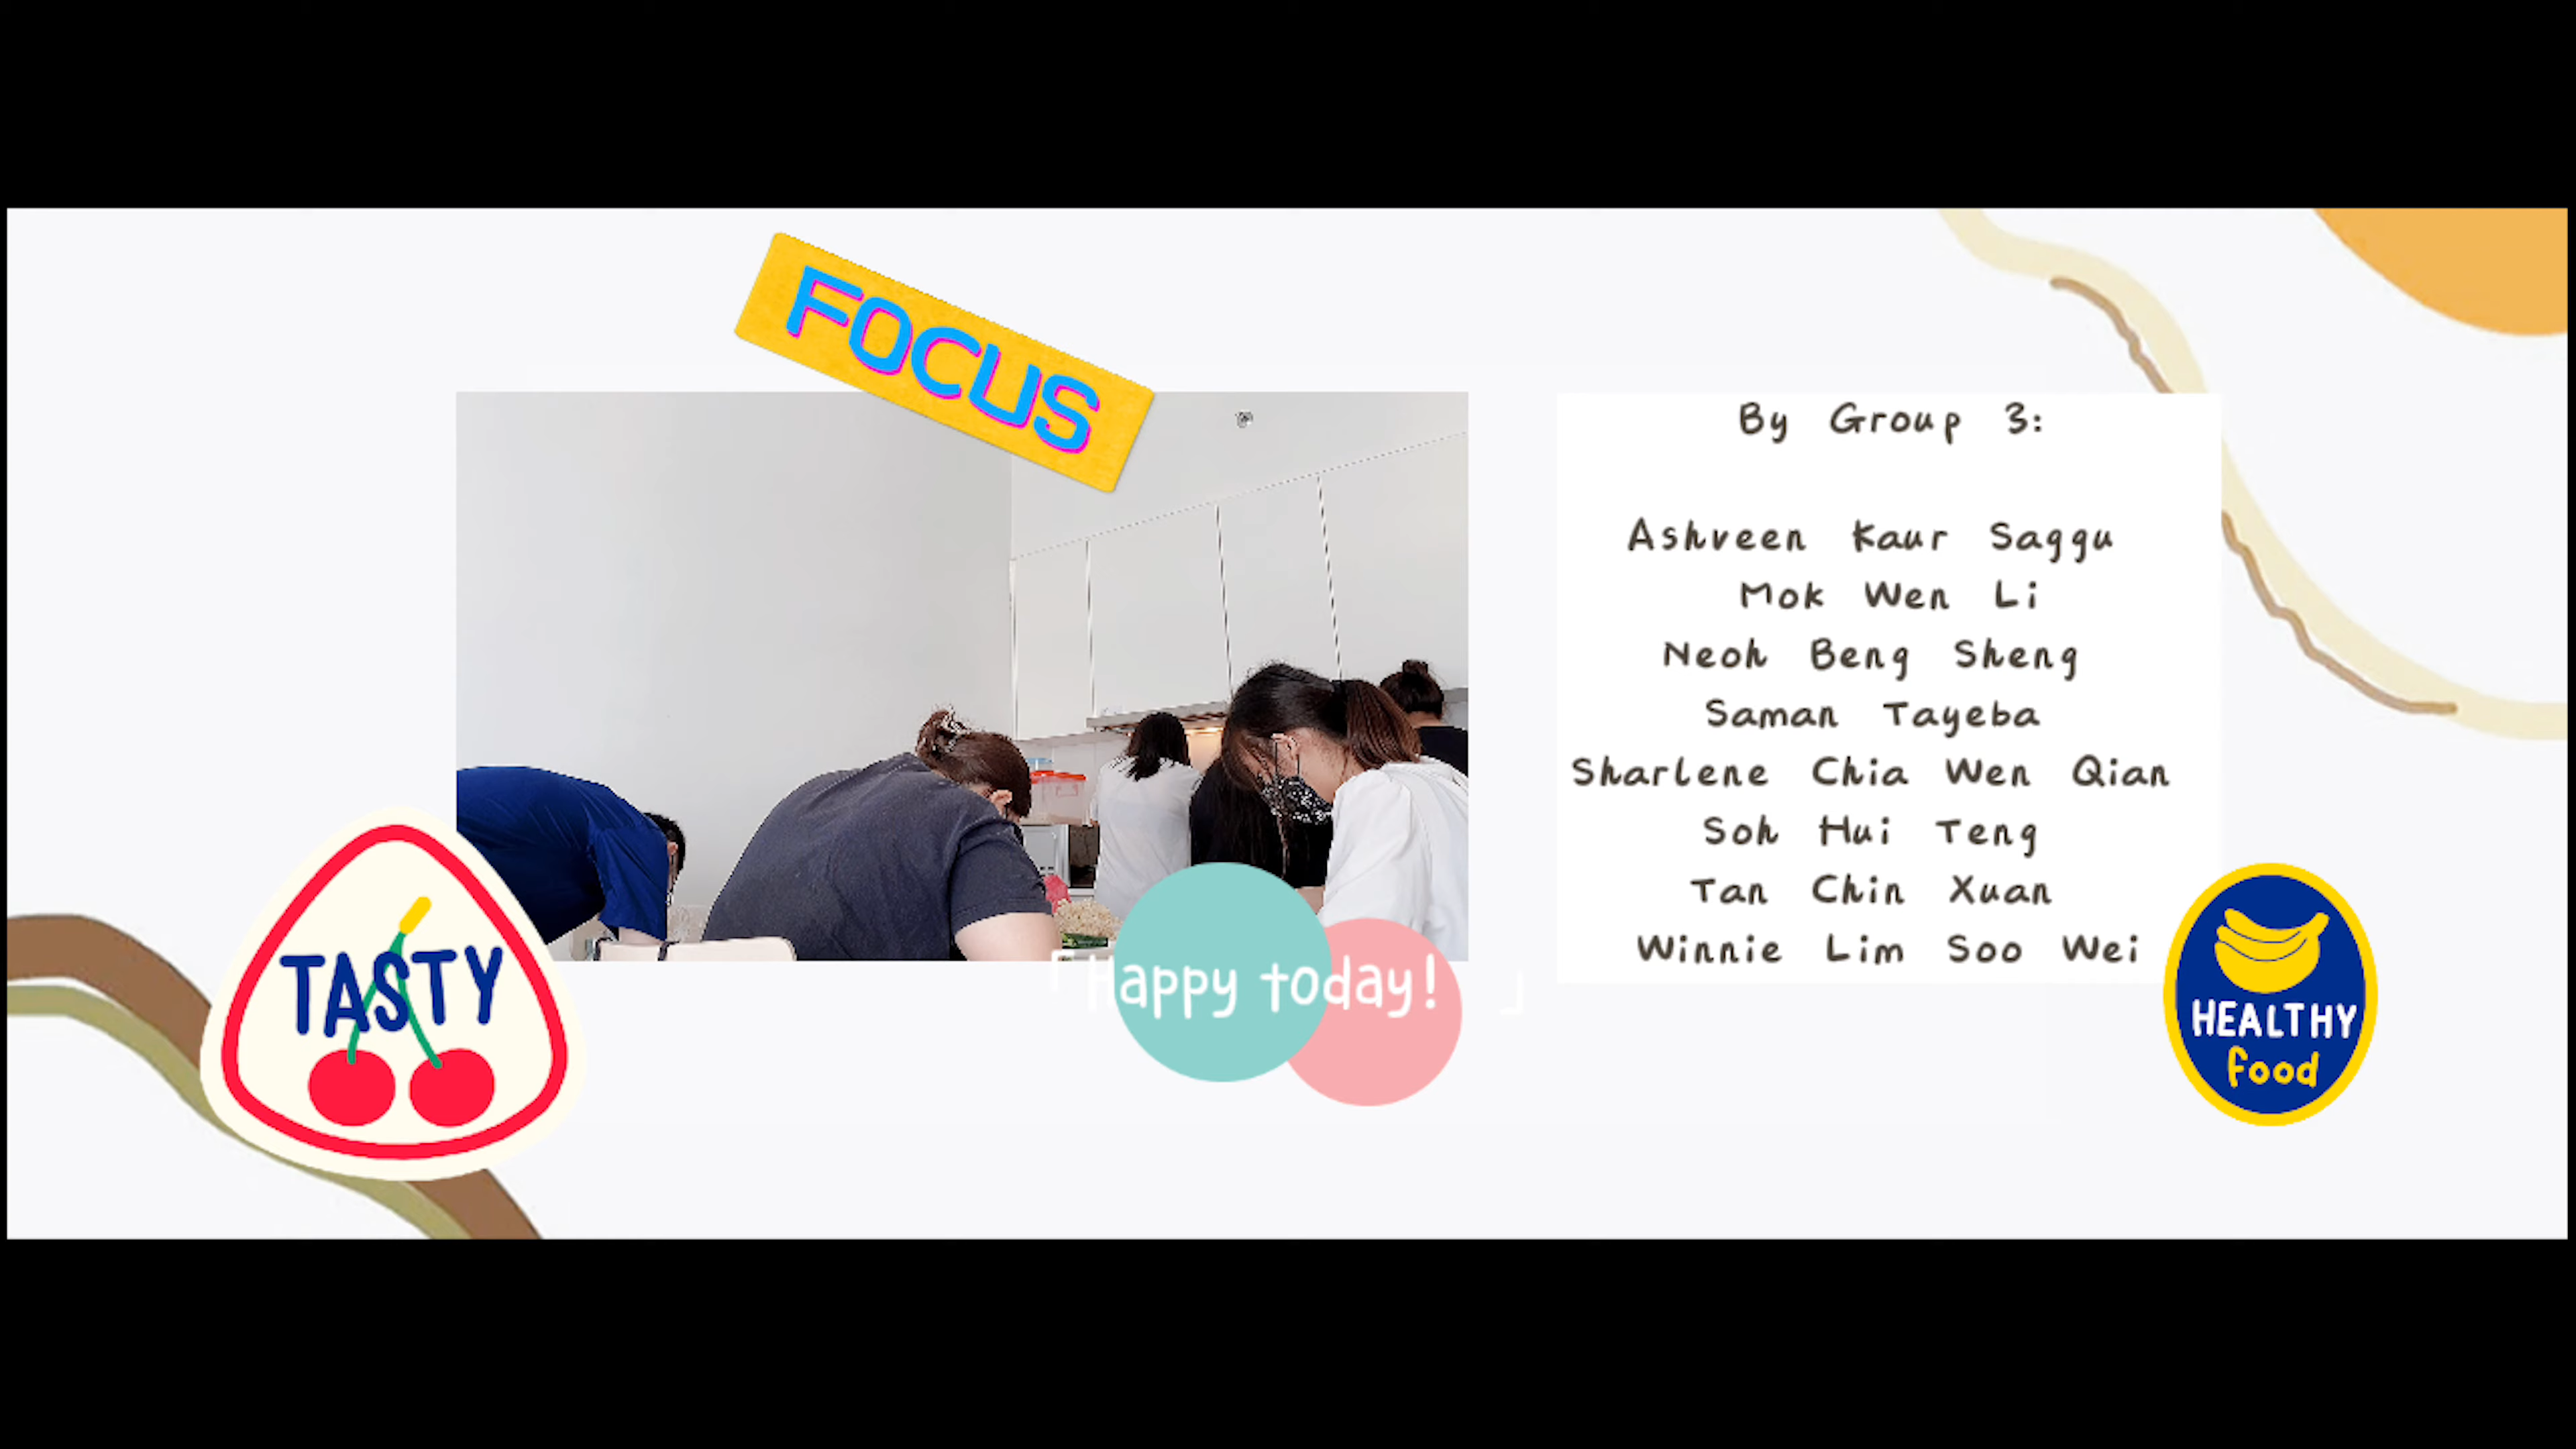 FOCUS
By Group 3:
Ashveen Kaur Saggu
Mok Wen Li
Neoh Beng Sheng
Saman Tayeba
Sharlene Chia Wen Qian
Soh Hui Teng
Tan Chin Xuan
Winnie Lim Soo Wei
TASTY
「Happy today! 」
HEALTHY
food